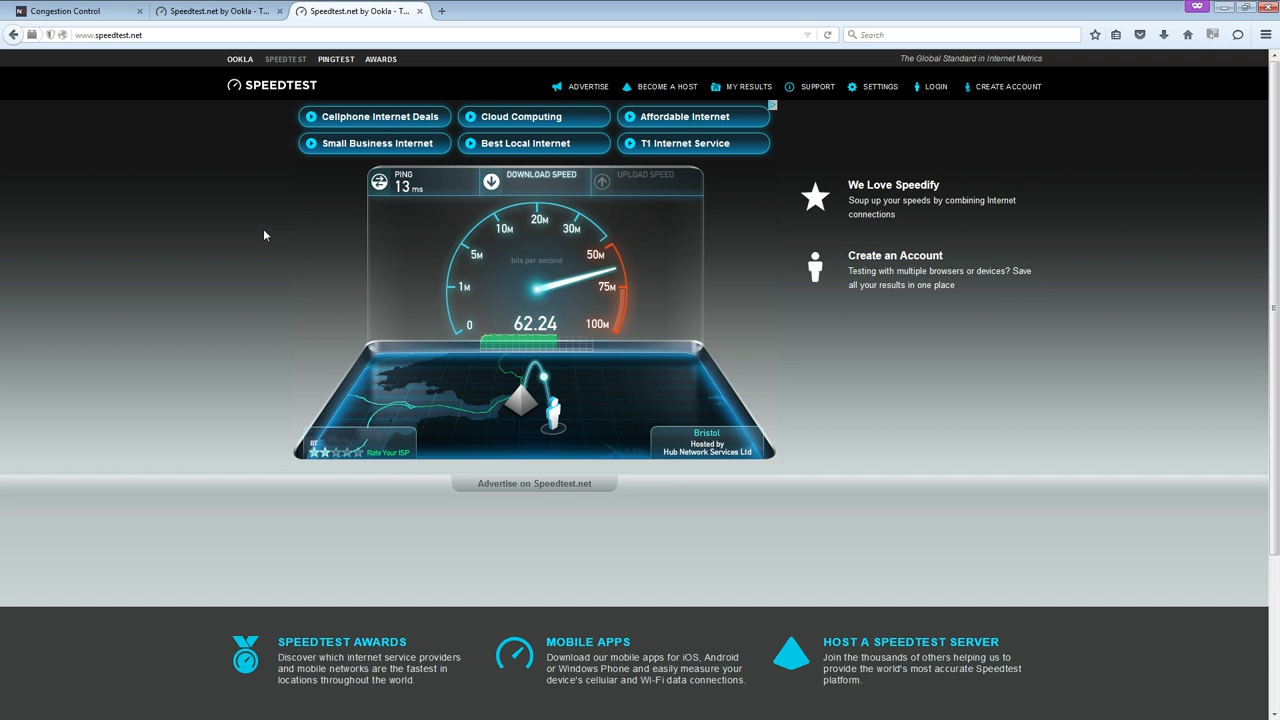 Congestion Control
Speedtest.net by Ookla - T...
Speedtest.net by Ookla - T...
www.speedtest.net
Search
OOKLA SPEEDTEST PINGTEST AWARDS
The Global Standard in Internet Metrics
SPEEDTEST
ADVERTISE BECOME A HOST MY RESULTS SUPPORT SETTINGS LOGIN CREATE ACCOUNT
Cellphone Internet Deals Cloud Computing Affordable Internet
Small Business Internet Best Local Internet T1 Internet Service
PING
13 ms
DOWNLOAD SPEED
UPLOAD SPEED
0
1M
5M
10M
20M
30M
50M
75M
100M
bits per second
62.24
We Love Speedify
Soup up your speeds by combining Internet
connections
Create an Account
Testing with multiple browsers or devices? Save
all your results in one place
BT
Rate Your ISP
Bristol
Hosted by
Hub Network Services Ltd
Advertise on Speedtest.net
SPEEDTEST AWARDS
Discover which internet service providers
and mobile networks are the fastest in
locations throughout the world.
MOBILE APPS
Download our mobile apps for iOS, Android
or Windows Phone and easily measure your
device's cellular and Wi-Fi data connections.
HOST A SPEEDTEST SERVER
Join the thousands of others helping us to
provide the world's most accurate Speedtest
platform.